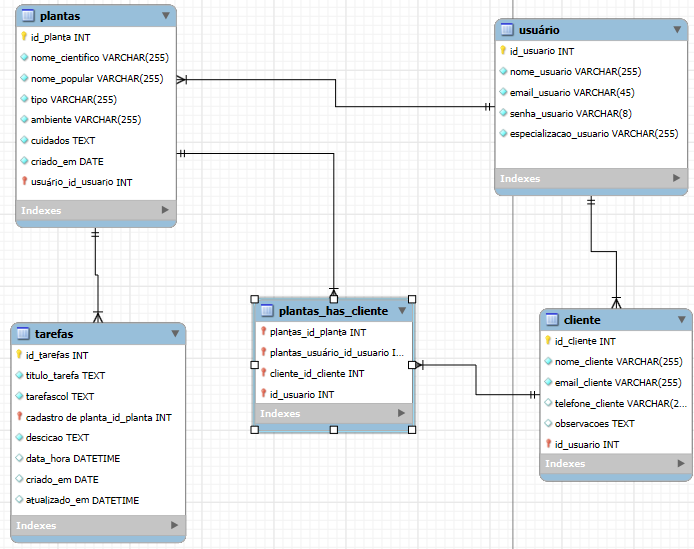 plantas
id_planta INT
nome_cientifico VARCHAR(255)
nome_popular VARCHAR(255)
tipo VARCHAR(255)
ambiente VARCHAR(255)
cuidados TEXT
criado_em DATE
usuário_id_usuario INT
Indexes
usuário
id_usuario INT
nome_usuario VARCHAR(255)
email_usuario VARCHAR(45)
senha_usuario VARCHAR(8)
especializacao_usuario VARCHAR(255)
Indexes
tarefas
id_tarefas INT
titulo_tarefa TEXT
tarefascol TEXT
cadastro de planta_id_planta INT
descicao TEXT
data_hora DATETIME
criado_em DATE
atualizado_em DATETIME
Indexes
plantas_has_cliente
plantas_id_planta INT
plantas_usuário_id_usuario I...
cliente_id_cliente INT
id_usuario INT
Indexes
cliente
id_cliente INT
nome_cliente VARCHAR(255)
email_cliente VARCHAR(255)
telefone_cliente VARCHAR(2...
observacoes TEXT
id_usuario INT
Indexes